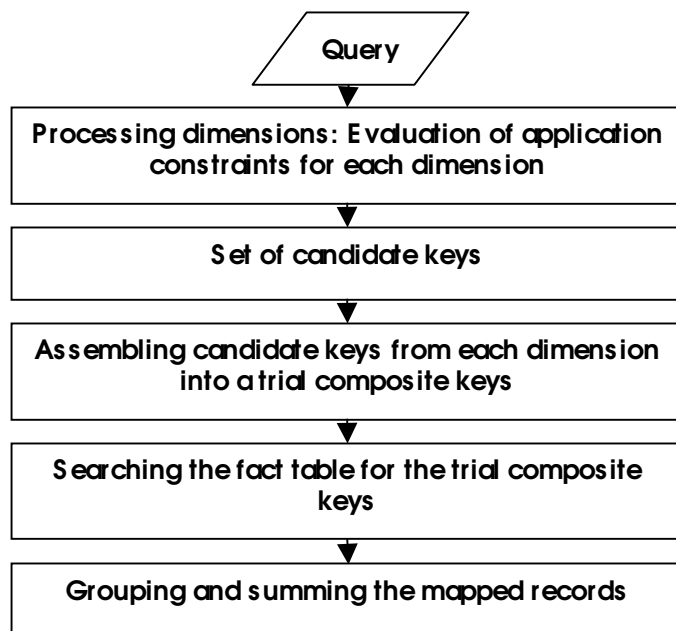 Query
Processing dimensions: Evaluation of application
constraints for each dimension
Set of candidate keys
Assembling candidate keys from each dimension
into a trial composite keys
Searching the fact table for the trial composite
keys
Grouping and summing the mapped records